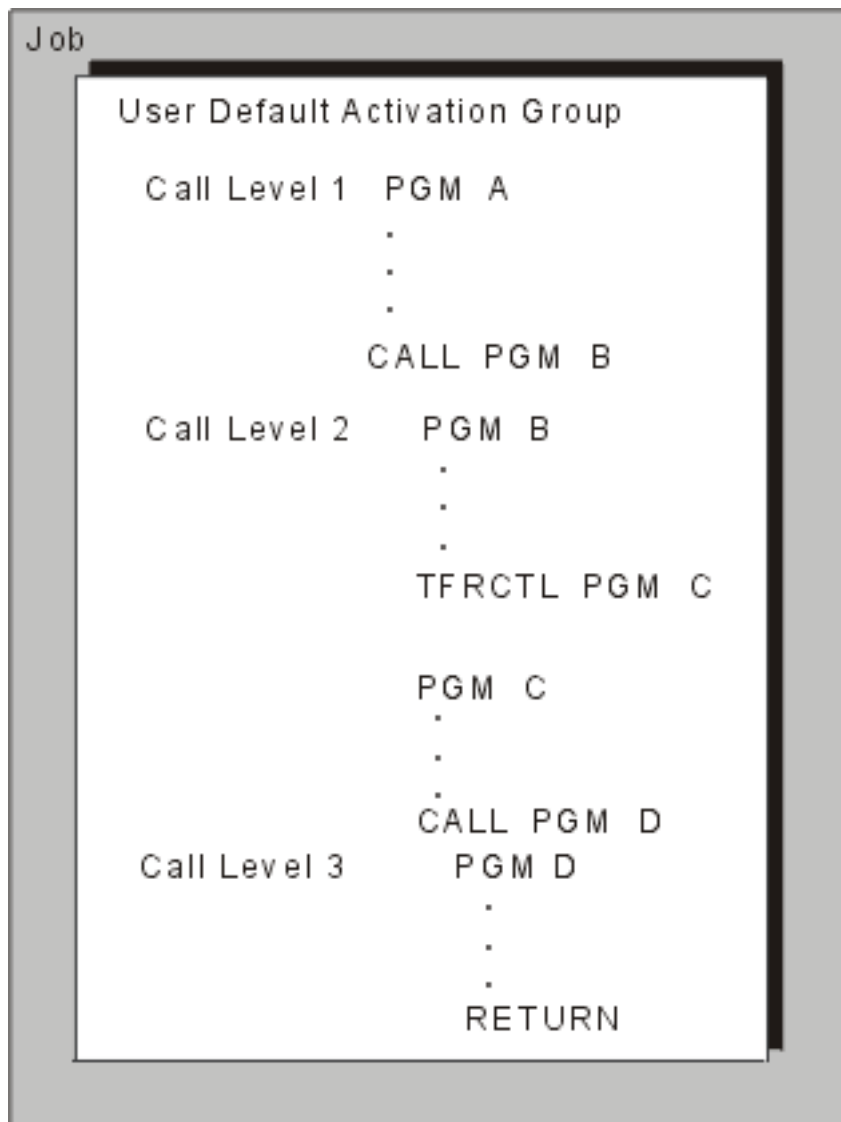 Job
User Default Activation Group
Call Level 1 PGM A
.
.
.
CALL PGM B
Call Level 2 PGM B
.
.
.
TFRCTL PGM C
PGM C
.
.
.
CALL PGM D
Call Level 3 PGM D
.
.
.
RETURN